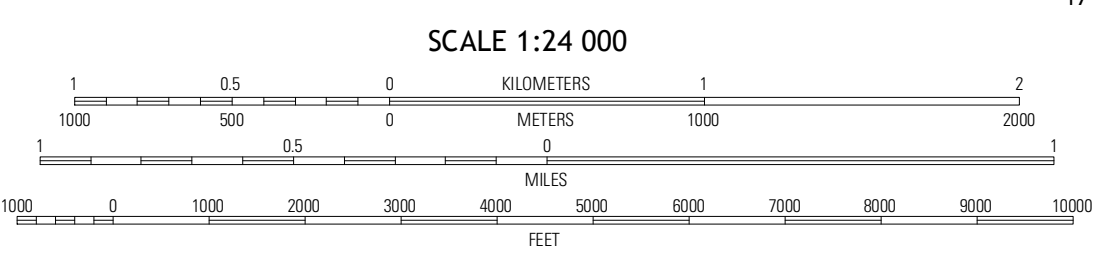 SCALE 1:24 000
1 0.5 0 KILOMETERS 1 2
1000 500 0 METERS 1000 2000
1 0.5 0 1
MILES
1000 0 1000 2000 3000 4000 5000 6000 7000 8000 9000 10000
FEET